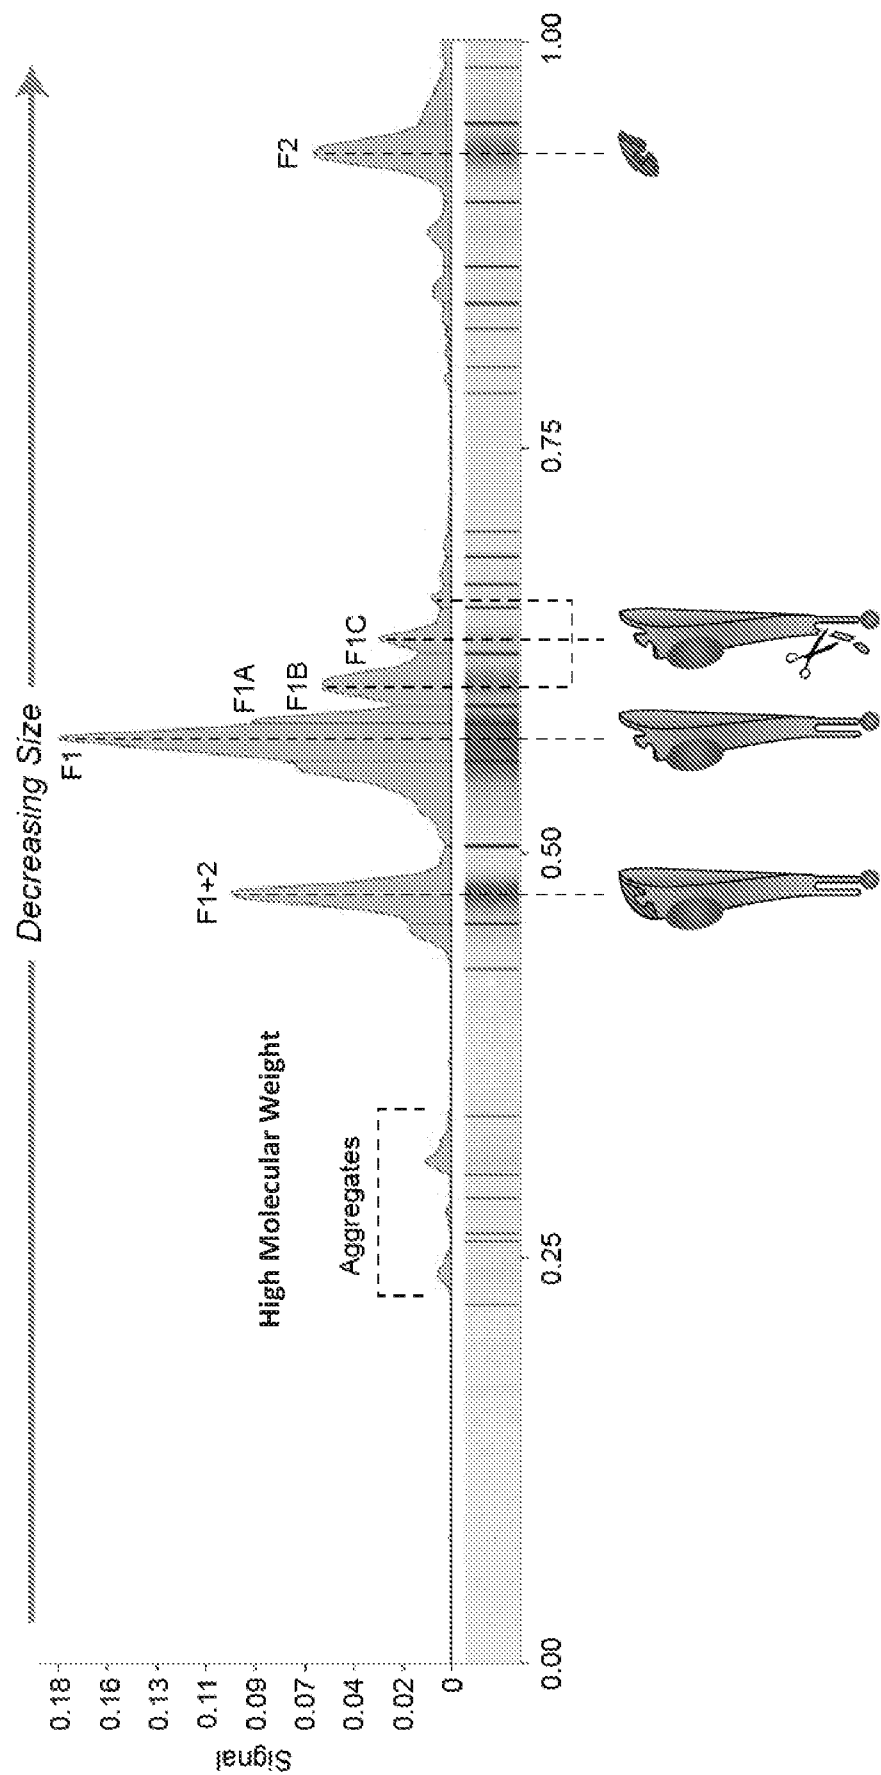 Decreasing Size
Signal
0.18
0.16
0.13
0.11
0.09
0.07
0.04
0.02
0
High Molecular Weight
Aggregates
F1+2
F1
F1A
F1B
F1C
F2
0.00
0.25
0.50
0.75
1.00